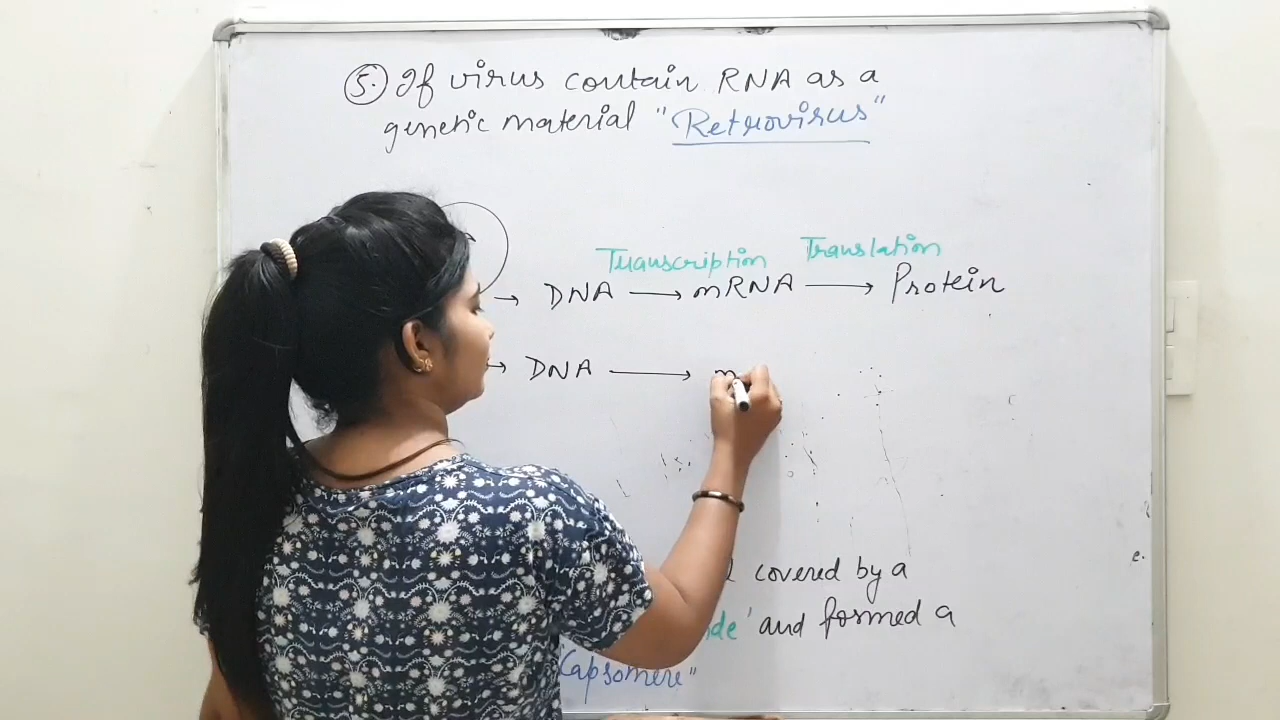 5. If virus contain RNA as a
genetic material "Retrovirus"
Transcription Translation
→ DNA → mRNA → Protein
→ DNA → m
covered by a
and formed a
"Capsomere"